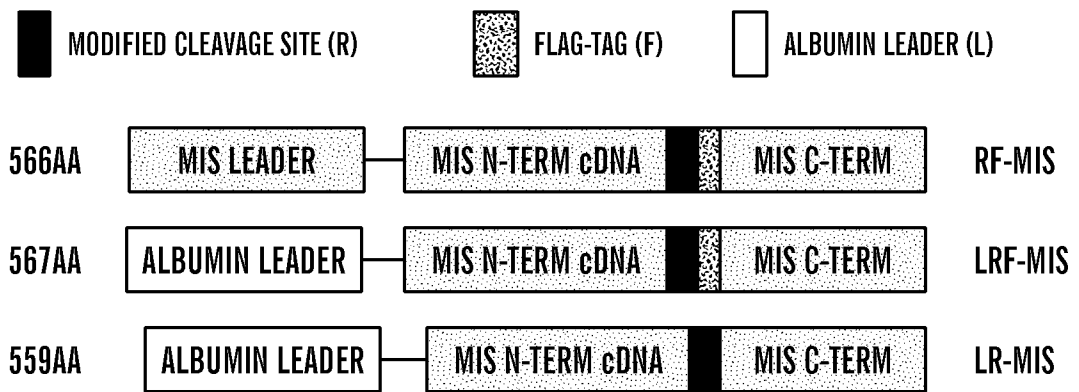 MODIFIED CLEAVAGE SITE (R) FLAG-TAG (F) ALBUMIN LEADER (L)
566AA MIS LEADER MIS N-TERM cDNA MIS C-TERM RF-MIS
567AA ALBUMIN LEADER MIS N-TERM cDNA MIS C-TERM LRF-MIS
559AA ALBUMIN LEADER MIS N-TERM cDNA MIS C-TERM LR-MIS